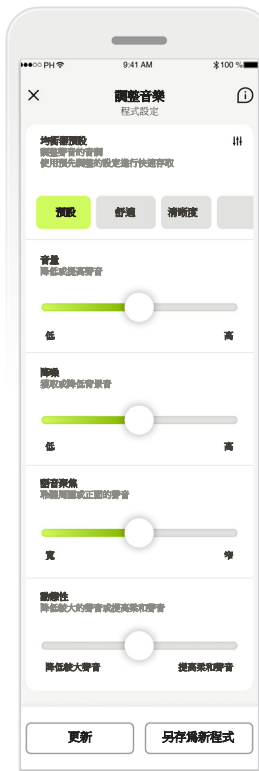 PH 9:41 AM 100 %
調整音樂
程式設定
均衡器預設
調整聲音的音調
使用預先調整的設定進行快速存取
預設 舒適 清晰度
音量
降低或提高聲音
低 高
降噪
獲取或降低背景音
低 高
語音聚焦
聆聽周圍或正面的聲音
寬 窄
動態性
降低較大的聲音或提高柔和聲音
降低較大聲音 提高柔和聲音
更新 另存為新程式